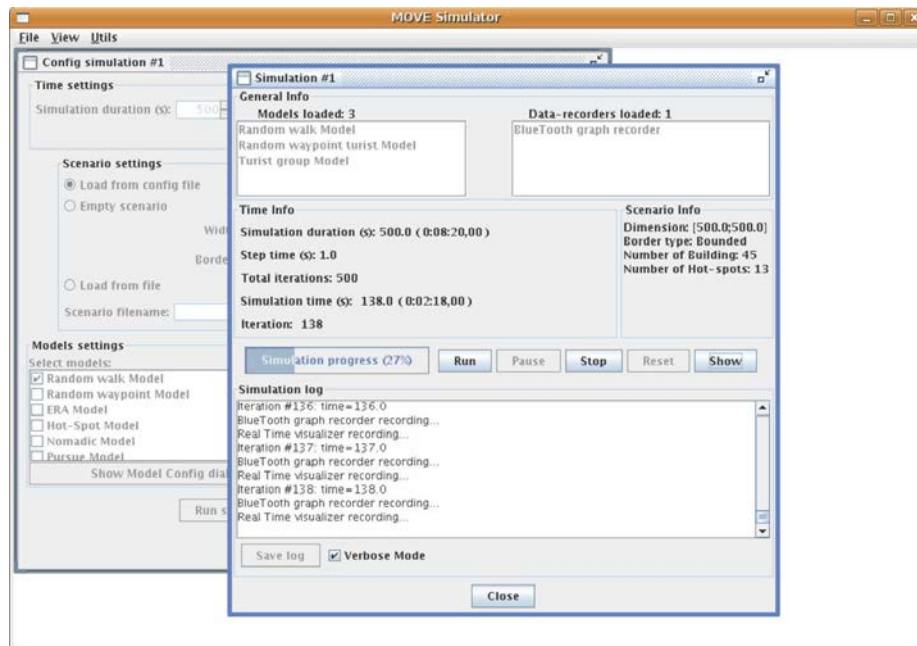 MOVE Simulator
File View Utils
Config simulation #1
Time settings
Simulation duration (s): 500
Scenario settings
Load from config file
Empty scenario
Load from file
Scenario filename:
Models settings
Select models:
Random walk Model
Random waypoint Model
ERA Model
Hot-Spot Model
Nomadic Model
Pursue Model
Show Model Config
Simulation #1
General Info
Models loaded: 3
Random walk Model
Random waypoint turist Model
Turist group Model
Data-recorders loaded: 1
BlueTooth graph recorder
Time Info
Simulation duration (s): 500.0 ( 0:08:20,00 )
Step time (s): 1.0
Total iterations: 500
Simulation time (s): 138.0 ( 0:02:18,00 )
Iteration: 138
Scenario Info
Dimension: [500.0;500.0]
Border type: Bounded
Number of Building: 45
Number of Hot-spots: 13
Simulation progress (27%)
Run Pause Stop Reset Show
Simulation log
Iteration #136: time=136.0
BlueTooth graph recorder recording...
Real Time visualizer recording...
Iteration #137: time=137.0
BlueTooth graph recorder recording...
Real Time visualizer recording...
Iteration #138: time=138.0
BlueTooth graph recorder recording...
Real Time visualizer recording...
Save log Verbose Mode
Close